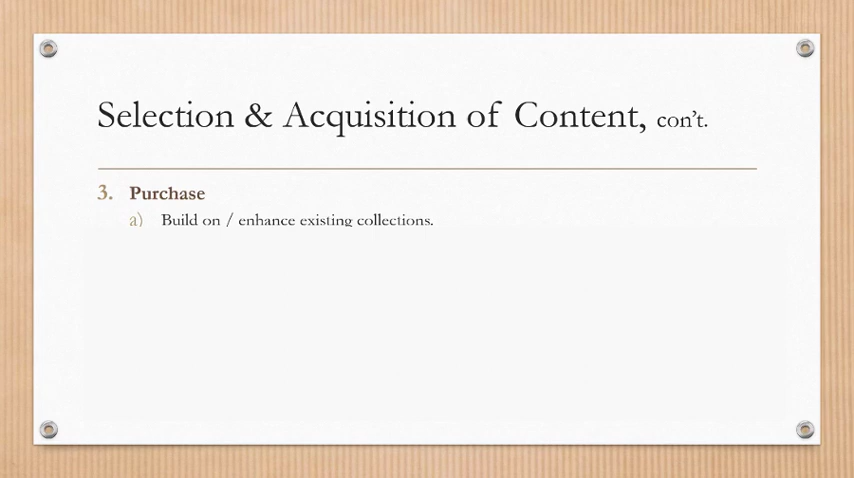 Selection & Acquisition of Content, con’t.
3. Purchase
a) Build on / enhance existing collections.